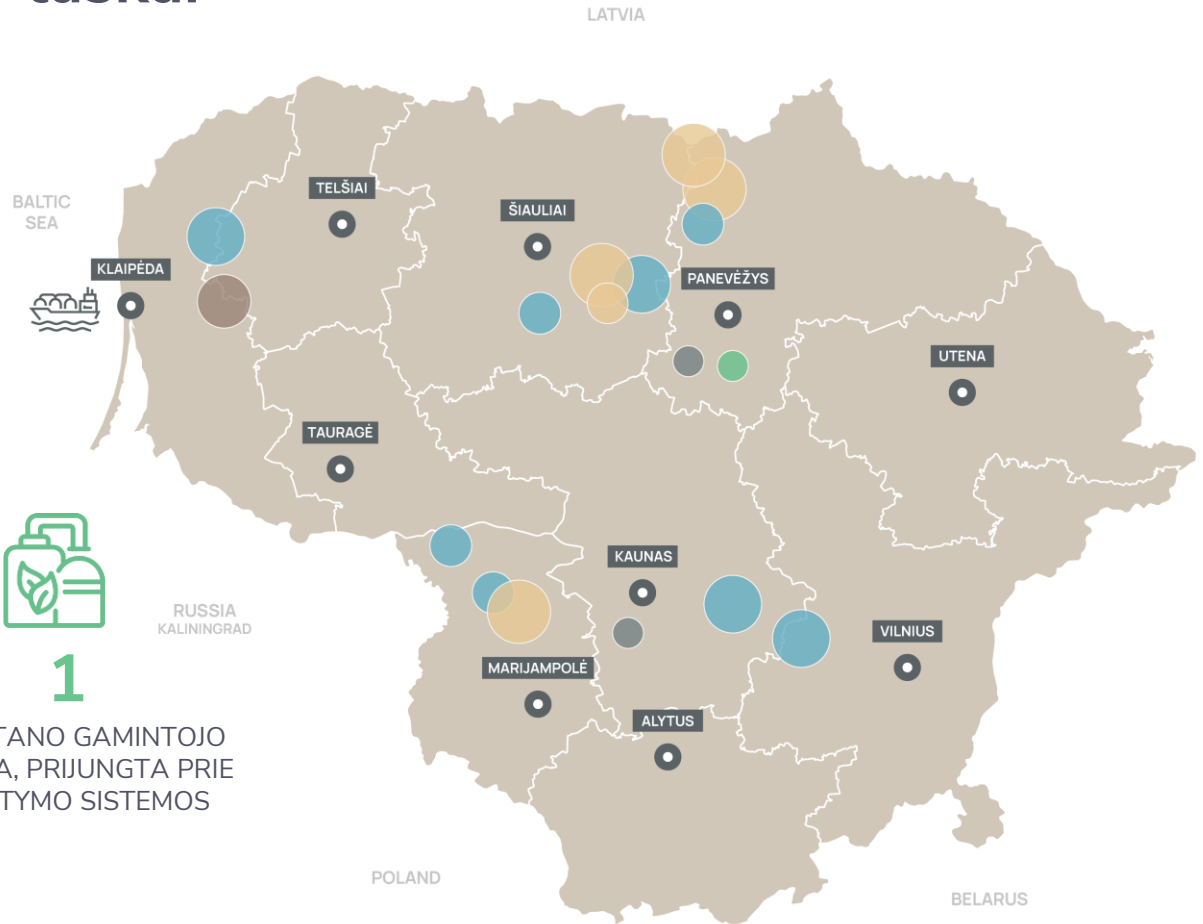 LATVIA
BALTIC
SEA
TELŠIAI
ŠIAULIAI
KLAIPĖDA
PANEVĖŽYS
UTENA
TAURAGĖ
KAUNAS
RUSSIA
KALININGRAD
VILNIUS
1
MARIJAMPOLĖ
ALYTUS
TANO GAMINTOJO
A, PRIJUNGTA PRIE
TYMO SISTEMOS
POLAND
BELARUS